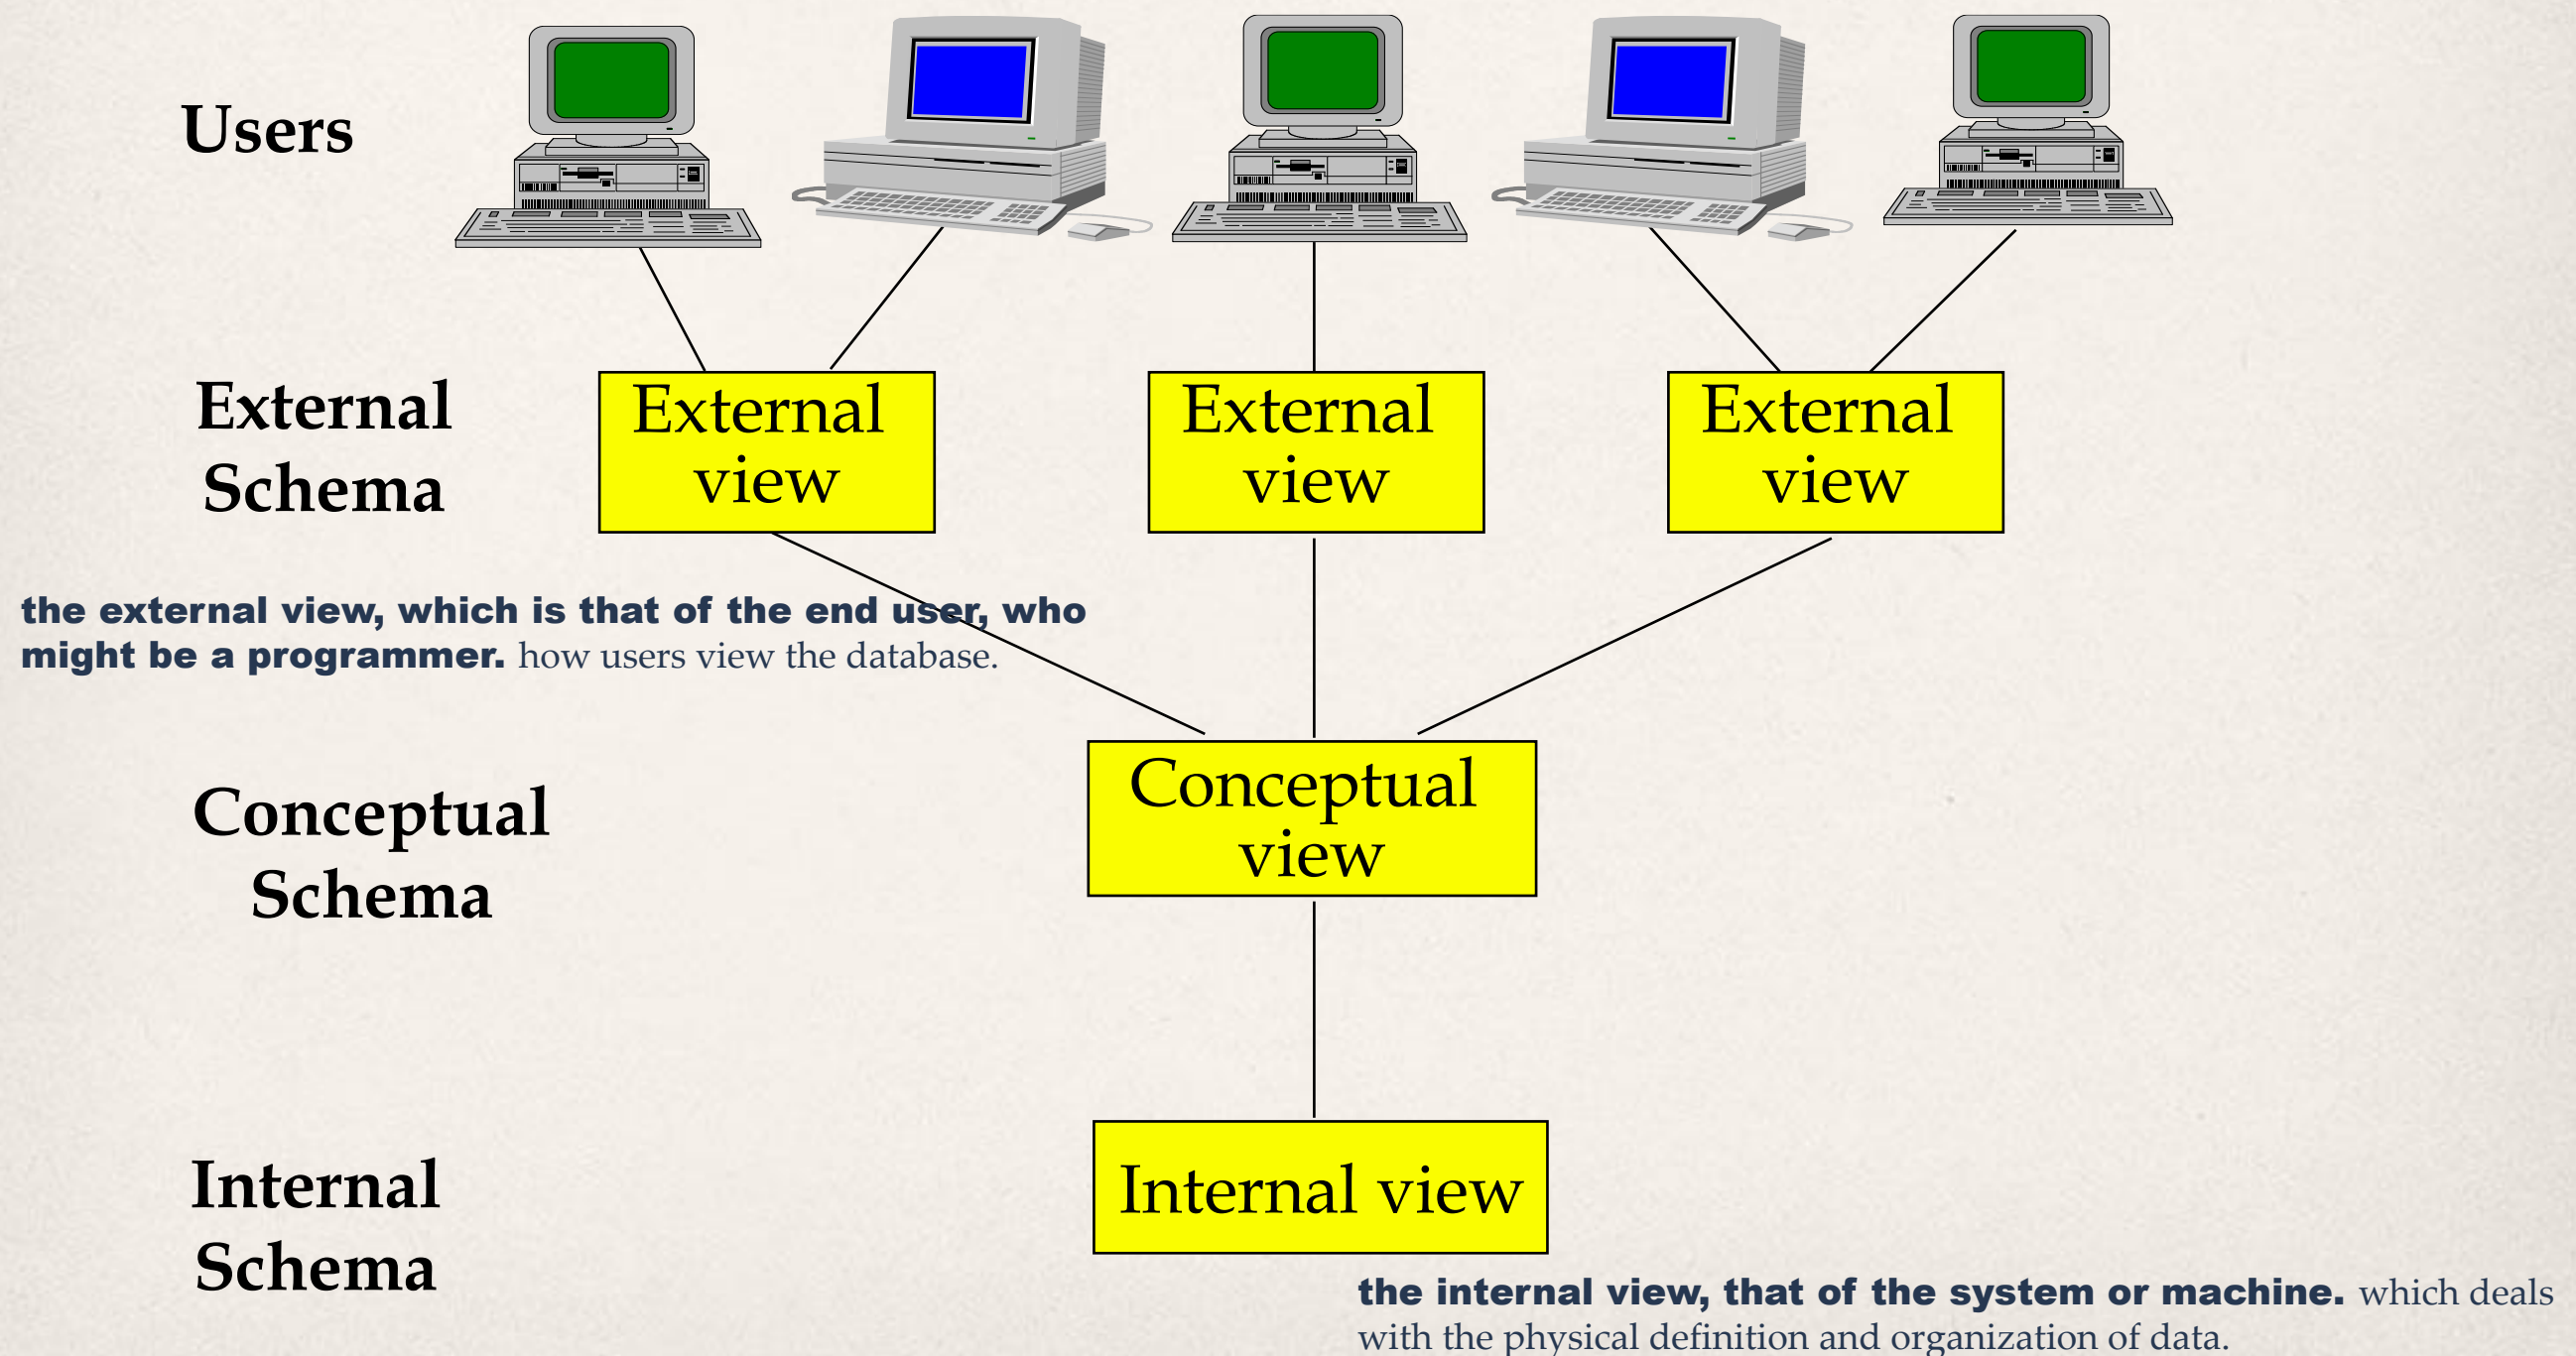 Users
External
Schema
External
view
External
view
External
view
the external view, which is that of the end user, who
might be a programmer. how users view the database.
Conceptual
Schema
Conceptual
view
Internal
Schema
Internal view
the internal view, that of the system or machine. which deals
with the physical definition and organization of data.